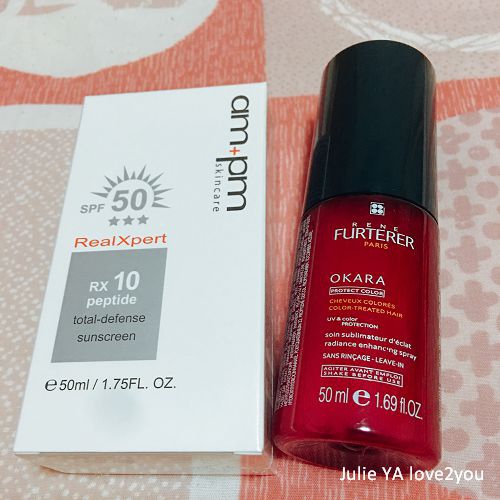 am+pm
skincare
SPF 50
★★★
RealXpert
RX 10
peptide
total-defense
sunscreen
℮50ml / 1.75FL. OZ.
RENE
FURTERER
PARIS
OKARA
PROTECT COLOR
CHEVEUX COLORÉS
COLOR-TREATED HAIR
UV & color
PROTECTION
soin sublimateur d'éclat
radiance enhancing spray
SANS RINÇAGE - LEAVE-IN
AGITER AVANT EMPLOI
SHAKE BEFORE USE
50 ml ℮ 1.69 fl.OZ.
Julie YA love2you